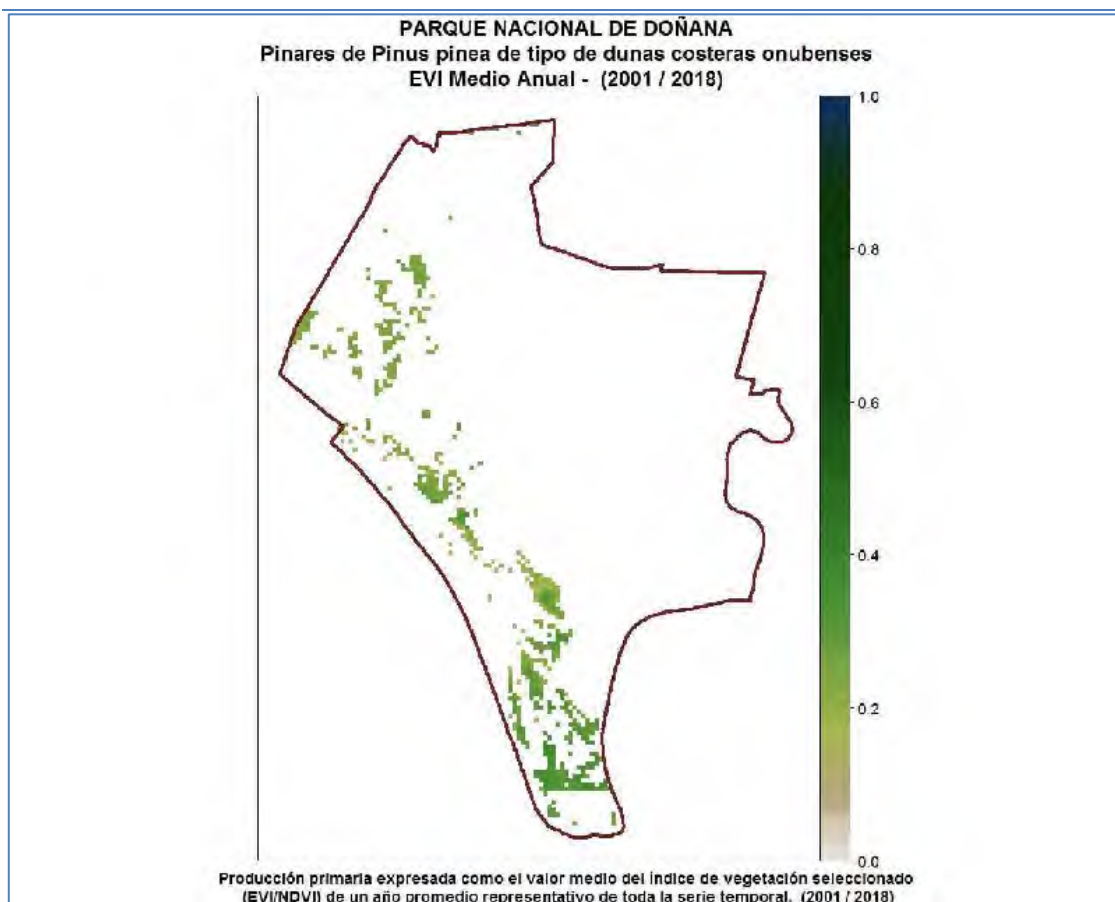 PARQUE NACIONAL DE DOÑANA
Pinares de Pinus pinea de tipo de dunas costeras onubenses
EVI Medio Anual - (2001 / 2018)
1.0
0.8
0.6
0.4
0.2
0.0
Producción primaria expresada como el valor medio del índice de vegetación seleccionado
(EVI/NDVI) de un año promedio representativo de toda la serie temporal. (2001 / 2018)